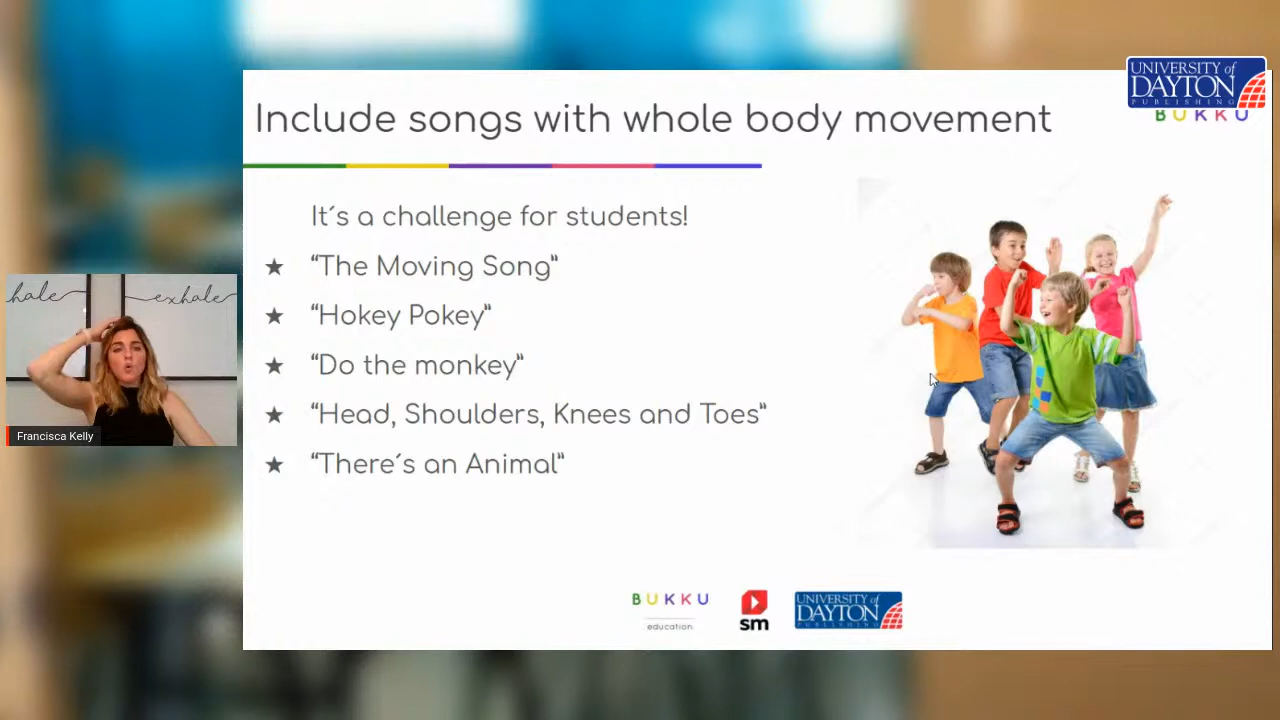 UNIVERSITY of
DAYTON
PUBLISHING
BUKKU
Include songs with whole body movement
It´s a challenge for students!
★ “The Moving Song”
★ “Hokey Pokey”
★ “Do the monkey”
★ “Head, Shoulders, Knees and Toes”
★ “There´s an Animal”
hale
exhale
Francisca Kelly
BUKKU
education
sm
UNIVERSITY of
DAYTON
PUBLISHING